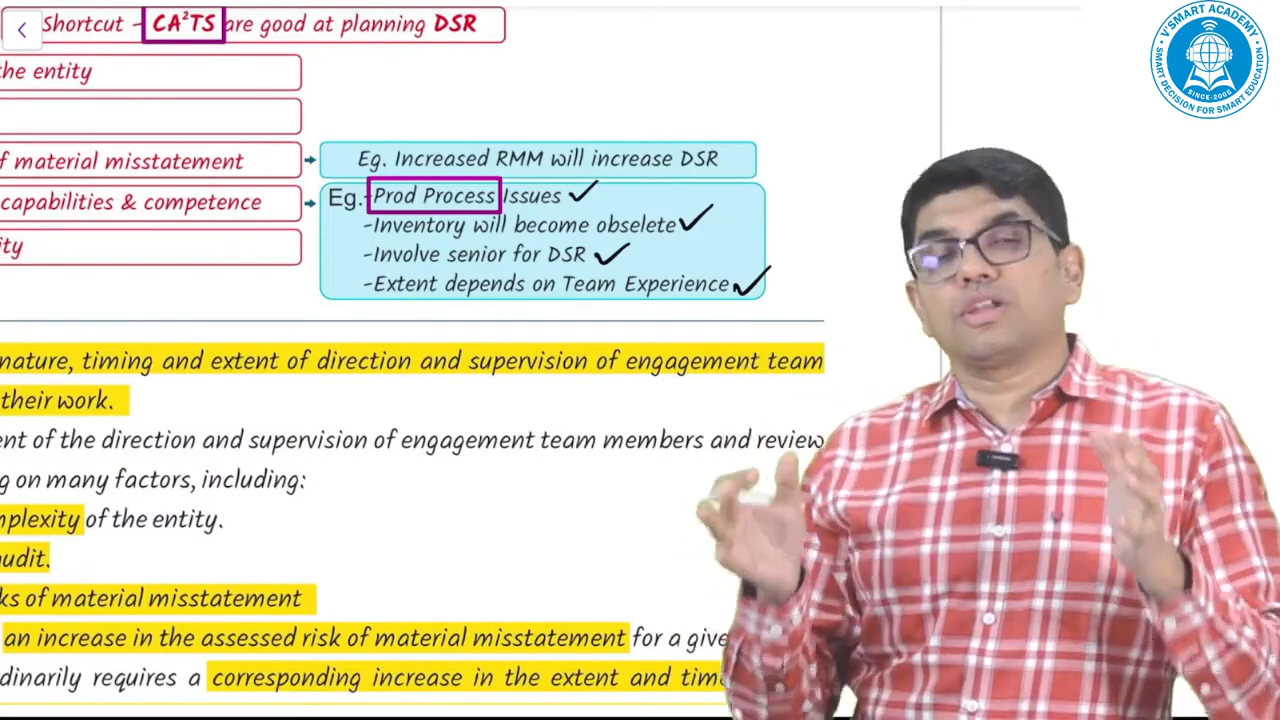 Shortcut - CA²TS are good at planning DSR
the entity
f material misstatement
Eg. Increased RMM will increase DSR
capabilities & competence
Eg.-Prod Process Issues
-Inventory will become obselete
-Involve senior for DSR
-Extent depends on Team Experience
ity
nature, timing and extent of direction and supervision of engagement team
their work.
ent of the direction and supervision of engagement team members and review
g on many factors, including:
mplexity of the entity.
udit.
ks of material misstatement
an increase in the assessed risk of material misstatement for a give
dinarily requires a corresponding increase in the extent and tim
V'SMART ACADEMY
SINCE-2005
SMART DECISION FOR SMART EDUCATION